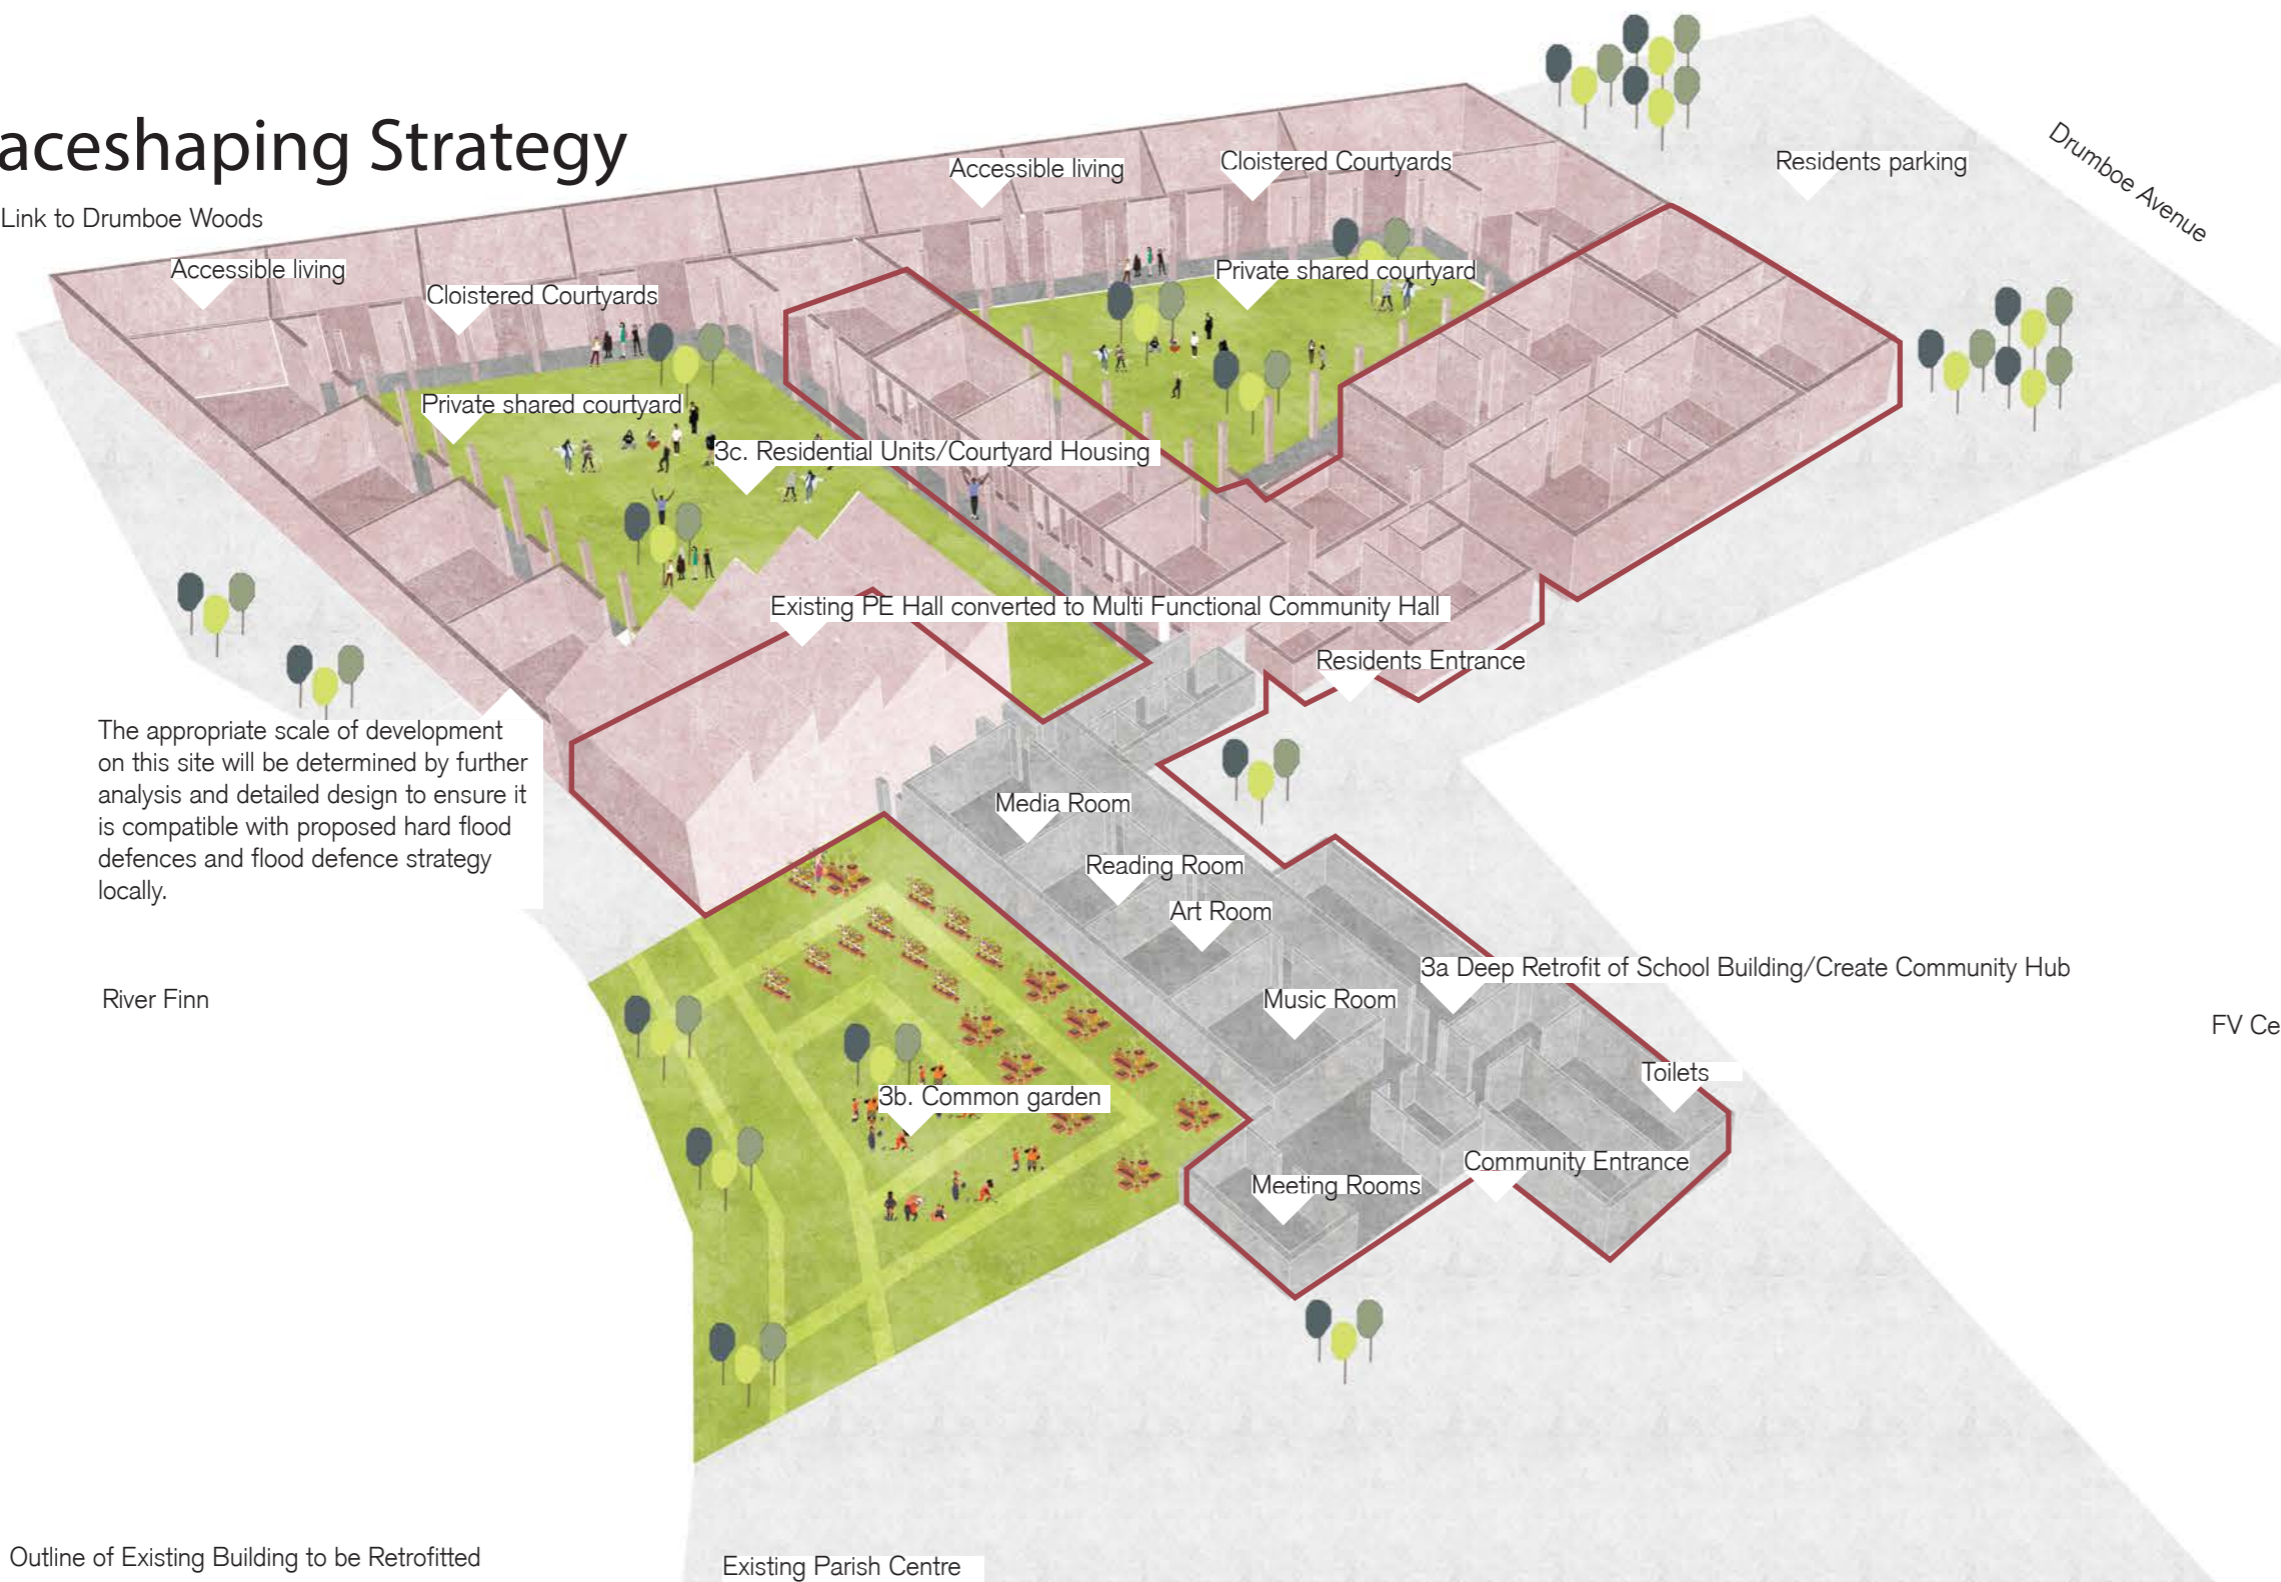 aceshaping Strategy
Link to Drumboe Woods
Accessible living
Cloistered Courtyards
Residents parking
Drumboe Avenue
Accessible living
Cloistered Courtyards
Private shared courtyard
Private shared courtyard
3c. Residential Units/Courtyard Housing
Existing PE Hall converted to Multi Functional Community Hall
Residents Entrance
The appropriate scale of development
on this site will be determined by further
analysis and detailed design to ensure it
is compatible with proposed hard flood
defences and flood defence strategy
locally.
Media Room
Reading Room
Art Room
3a Deep Retrofit of School Building/Create Community Hub
River Finn
Music Room
FV Ce
Toilets
3b. Common garden
Community Entrance
Meeting Rooms
Outline of Existing Building to be Retrofitted
Existing Parish Centre